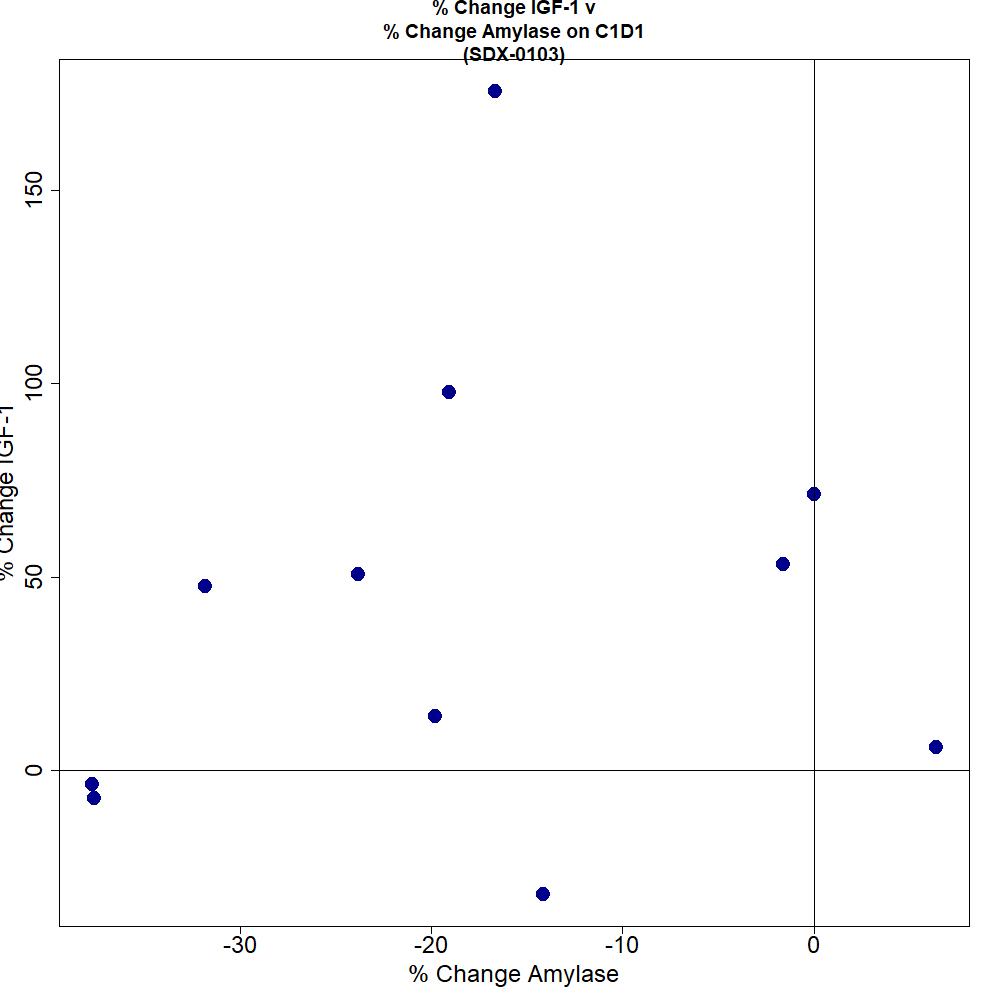 % Change IGF-1 v
% Change Amylase on C1D1
(SDX-0103)
% Change IGF-1
150
100
50
0
-30
-20
-10
0
% Change Amylase